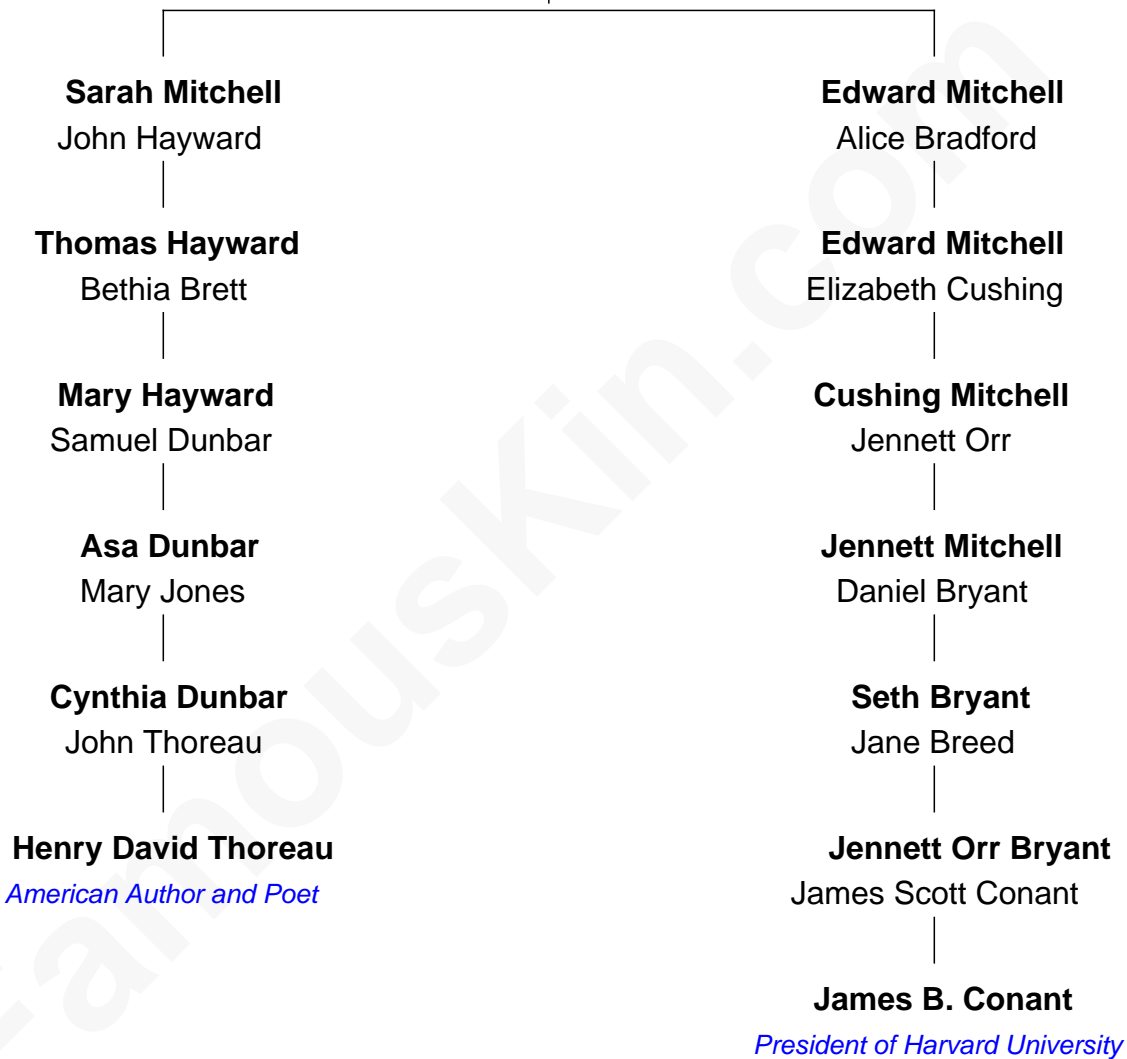 Sarah Mitchell
John Hayward
Thomas Hayward
Bethia Brett
Mary Hayward
Samuel Dunbar
Asa Dunbar
Mary Jones
Cynthia Dunbar
John Thoreau
Henry David Thoreau
American Author and Poet
Edward Mitchell
Alice Bradford
Edward Mitchell
Elizabeth Cushing
Cushing Mitchell
Jennett Orr
Jennett Mitchell
Daniel Bryant
Seth Bryant
Jane Breed
Jennett Orr Bryant
James Scott Conant
James B. Conant
President of Harvard University
FamousKin.com